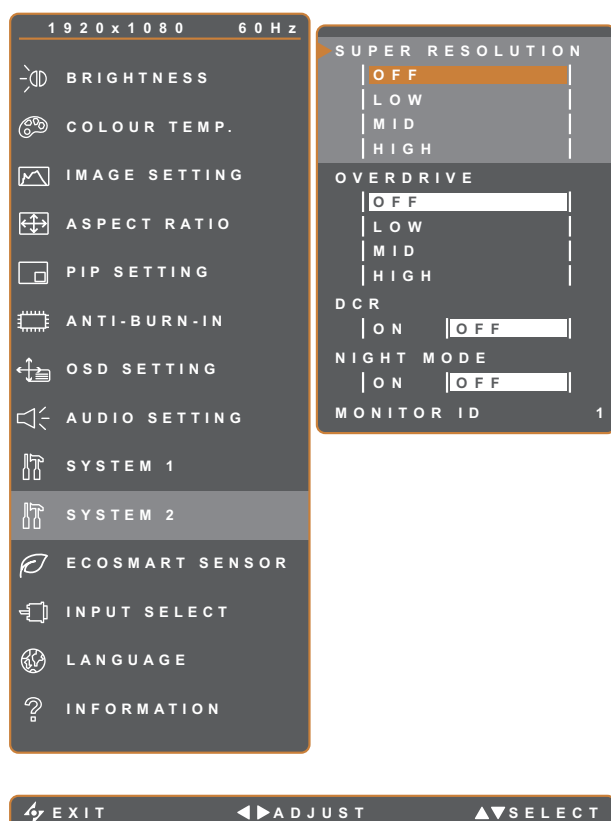 1920x1080 60Hz
BRIGHTNESS
COLOUR TEMP.
IMAGE SETTING
ASPECT RATIO
PIP SETTING
ANTI-BURN-IN
OSD SETTING
AUDIO SETTING
SYSTEM 1
SYSTEM 2
ECOSMART SENSOR
INPUT SELECT
LANGUAGE
INFORMATION
SUPER RESOLUTION
OFF
LOW
MID
HIGH
OVERDRIVE
OFF
LOW
MID
HIGH
DCR
ON OFF
NIGHT MODE
ON OFF
MONITOR ID 1
EXIT ADJUST SELECT